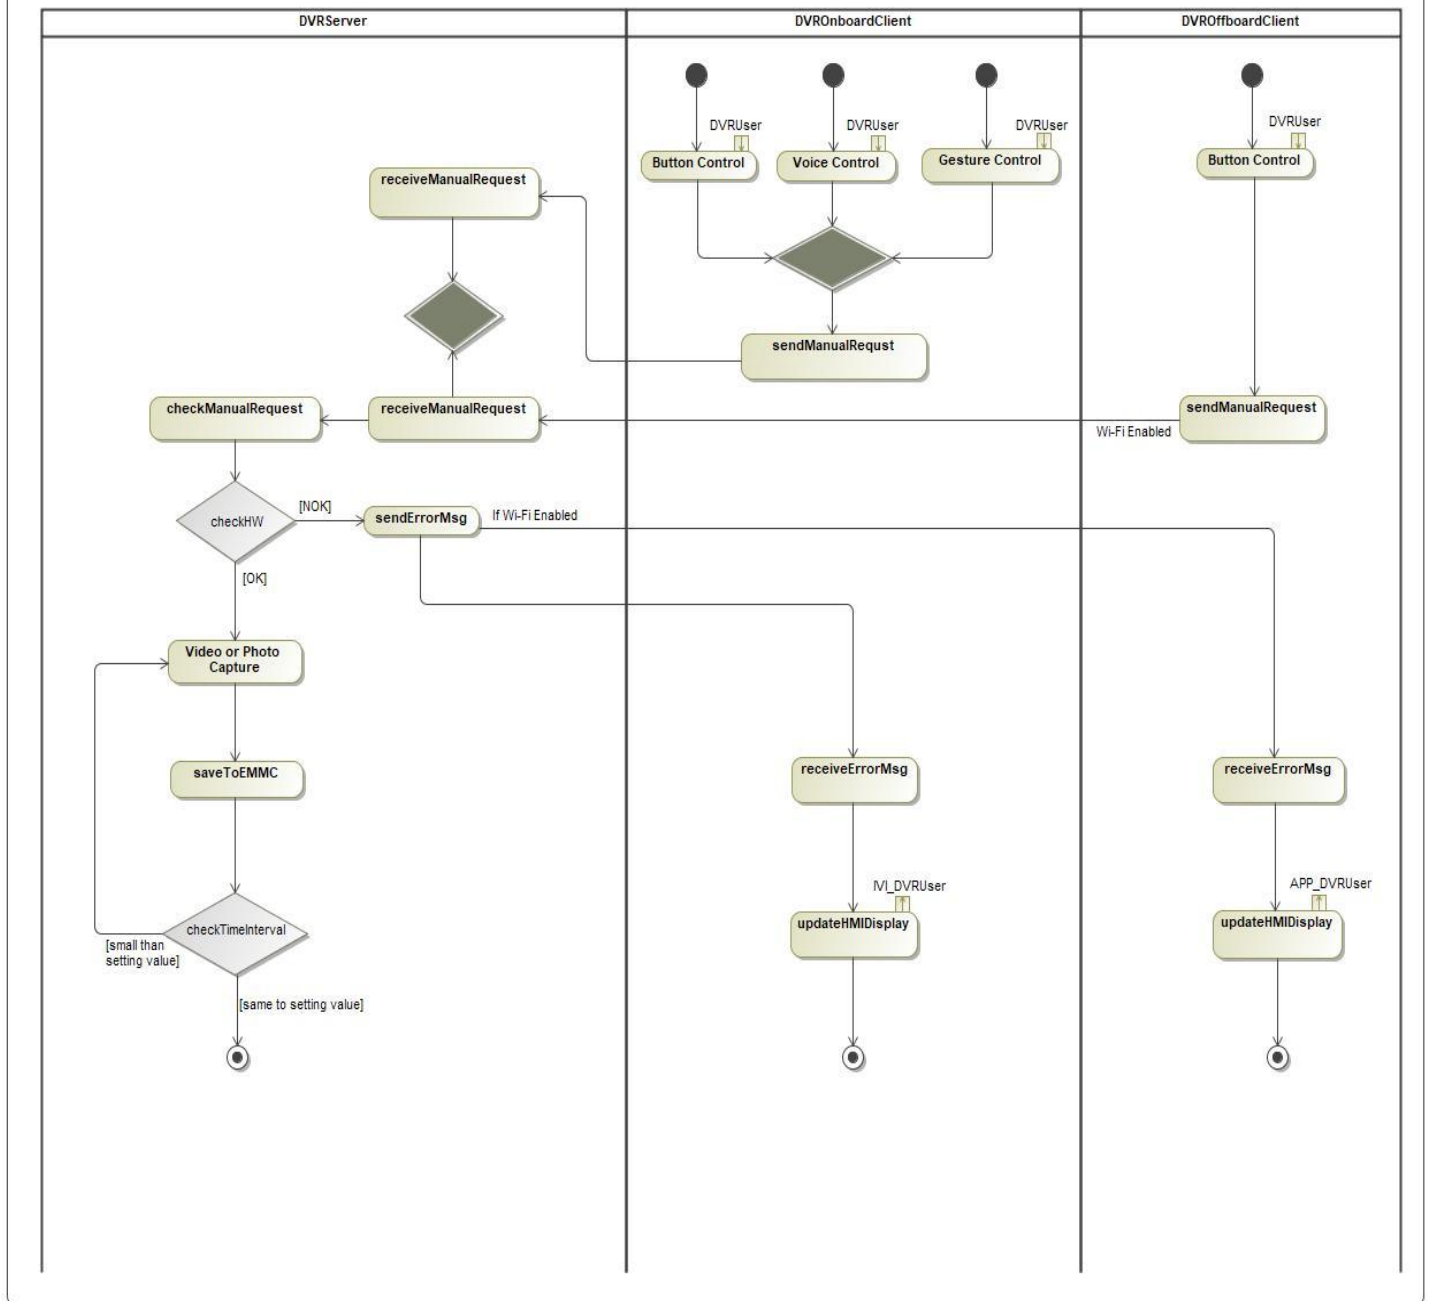 DVRServer
DVROnboardClient
DVROffboardClient
DVRUser
DVRUser
DVRUser
DVRUser
Button Control
Voice Control
Gesture Control
Button Control
receiveManualRequest
sendManualRequst
checkManualRequest
receiveManualRequest
sendManualRequest
Wi-Fi Enabled
checkHW
[NOK]
sendErrorMsg
If Wi-Fi Enabled
[OK]
Video or Photo
Capture
saveToEMMC
receiveErrorMsg
receiveErrorMsg
IVI_DVRUser
APP_DVRUser
checkTimeInterval
updateHMIDisplay
updateHMIDisplay
[small than
setting value]
[same to setting value]